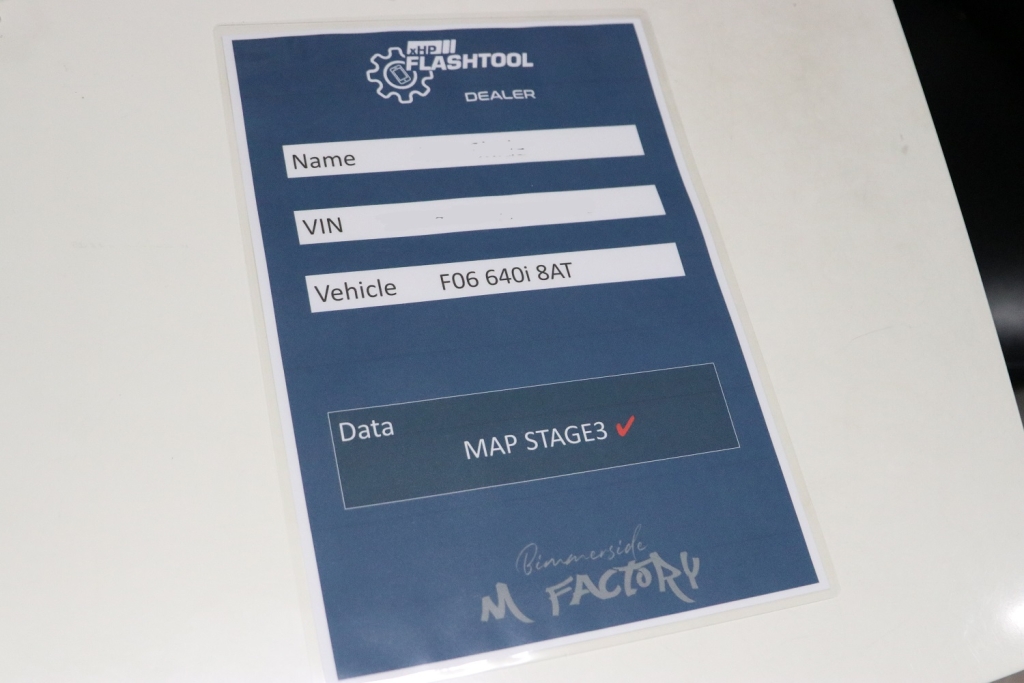 xHP
FLASHTOOL
DEALER
Name
VIN
Vehicle F06 640i 8AT
Data
MAP STAGE3 ✔
Bimmerside
M FACTORY